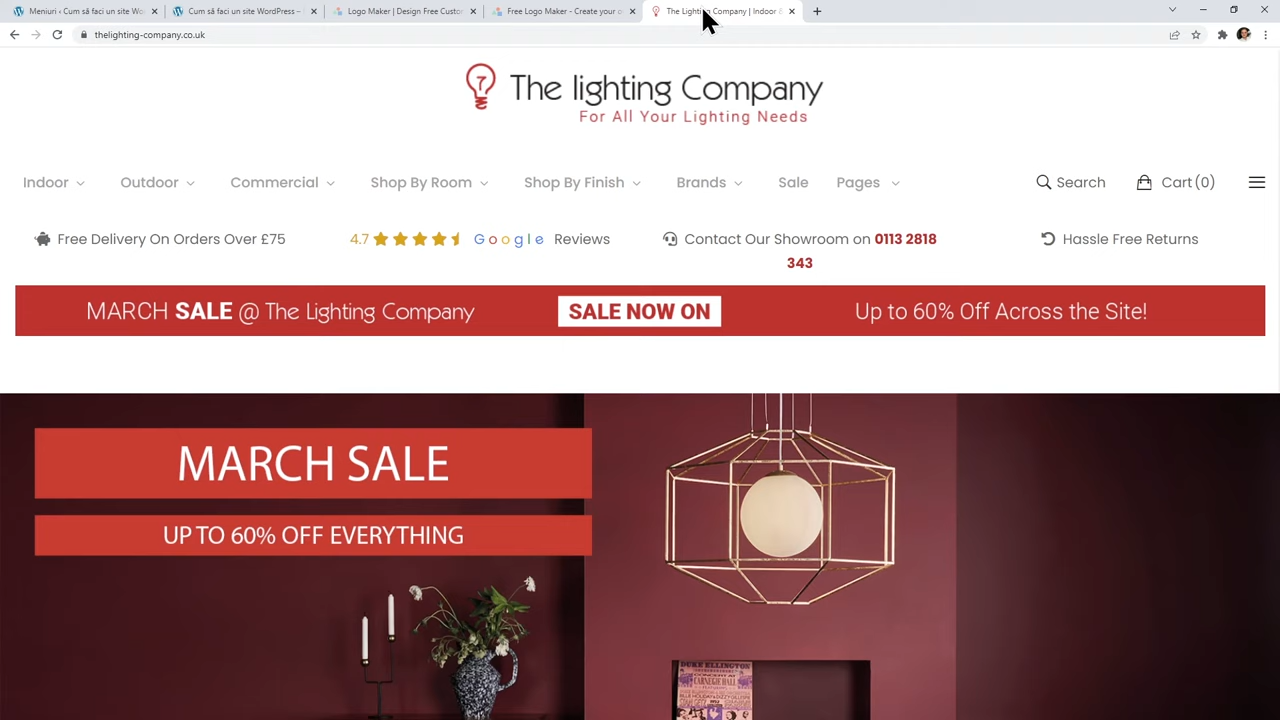 Meniuri ‹ Cum să faci un site Wo
Cum să faci un site WordPress –
Logo Maker | Design Free Custo
Free Logo Maker - Create your o
The Lighting Company | Indoor &
thelighting-company.co.uk
The lighting Company
For All Your Lighting Needs
Indoor
Outdoor
Commercial
Shop By Room
Shop By Finish
Brands
Sale
Pages
Search
Cart (0)
Free Delivery On Orders Over £75
4.7 Google Reviews
Contact Our Showroom on 0113 2818
343
Hassle Free Returns
MARCH SALE @ The Lighting Company
SALE NOW ON
Up to 60% Off Across the Site!
MARCH SALE
UP TO 60% OFF EVERYTHING
DUKE ELLINGTON
CARNEGIE HALL